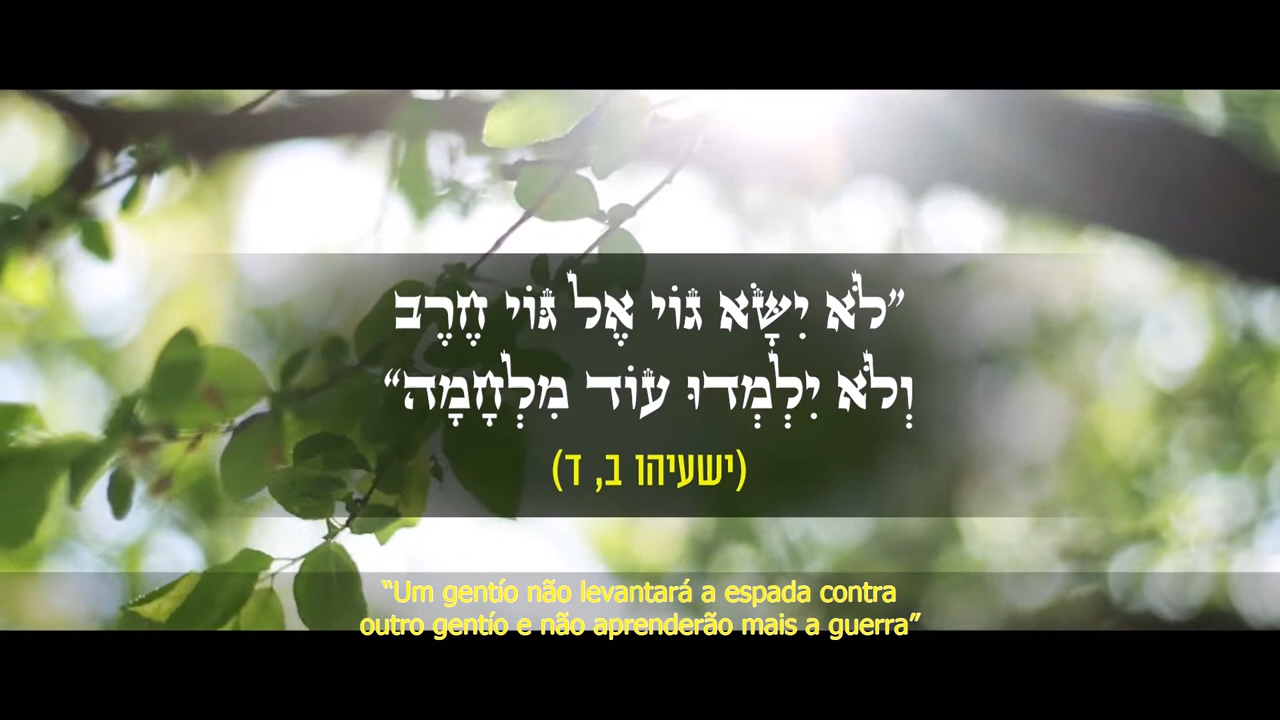 "לֹא יִשָּׂא גוֹי אֶל גּוֹי חֶרֶב
וְלֹא יִלְמְדוּ עוֹד מִלְחָמָה"
(ישעיהו ב, ד)
“Um gentío não levantará a espada contra
outro gentío e não aprenderão mais a guerra”